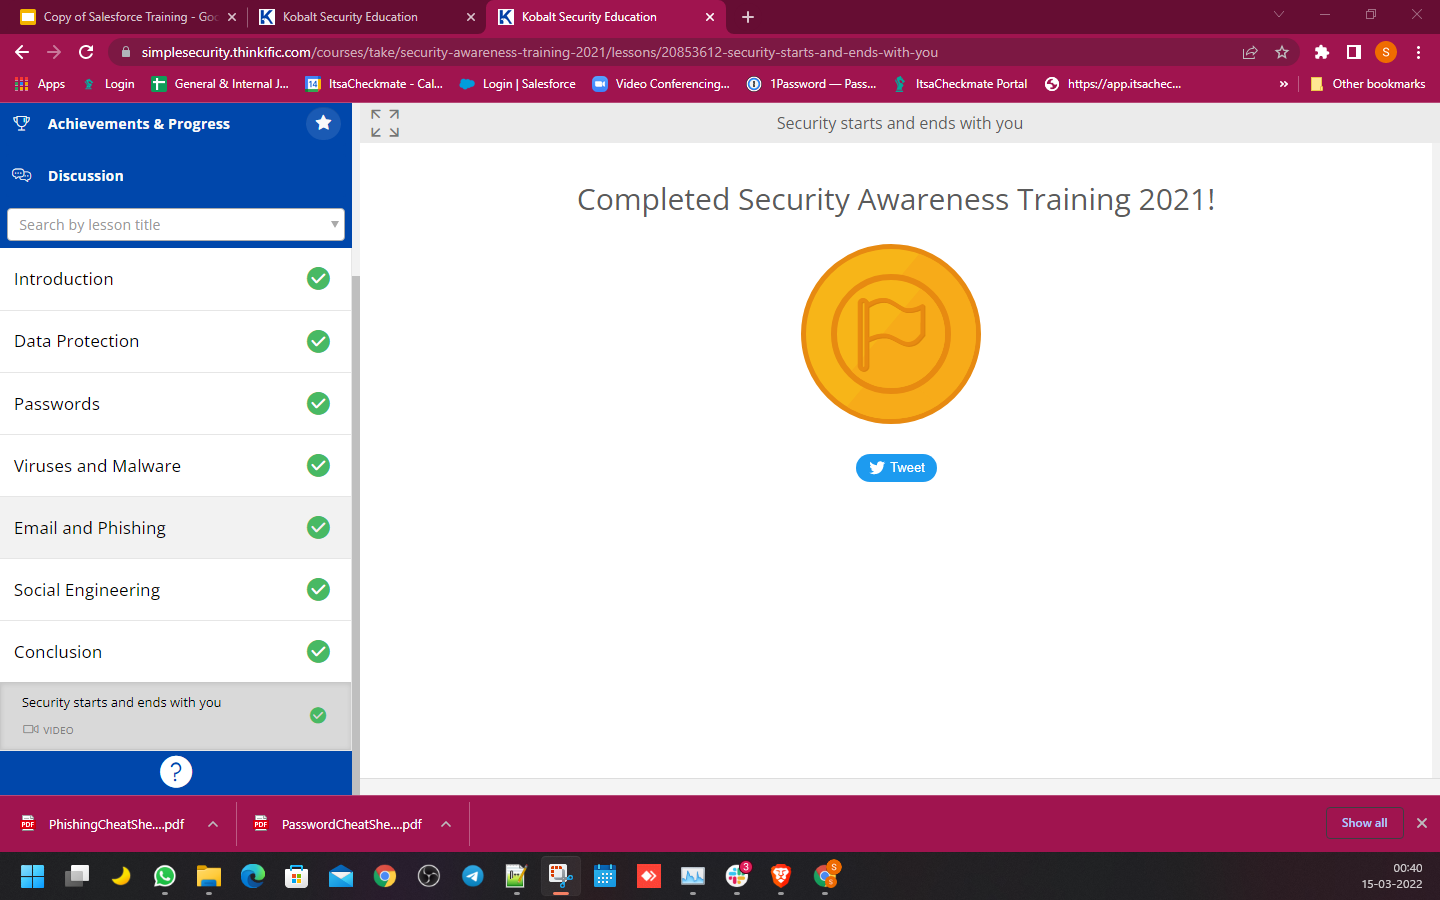 Copy of Salesforce Training - Goo
Kobalt Security Education
Kobalt Security Education
simplesecurity.thinkific.com/courses/take/security-awareness-training-2021/lessons/20853612-security-starts-and-ends-with-you
S
Apps
Login
General & Internal J...
14
ItsaCheckmate - Cal...
Login | Salesforce
Video Conferencing...
1Password — Pass...
ItsaCheckmate Portal
https://app.itsachec...
»
Other bookmarks
Achievements & Progress
Discussion
Search by lesson title
Introduction
Data Protection
Passwords
Viruses and Malware
Email and Phishing
Social Engineering
Conclusion
Security starts and ends with you
VIDEO
?
Security starts and ends with you
Completed Security Awareness Training 2021!
Tweet
PDF
PhishingCheatShe....pdf
PDF
PasswordCheatShe....pdf
Show all
3
S
00:40
15-03-2022